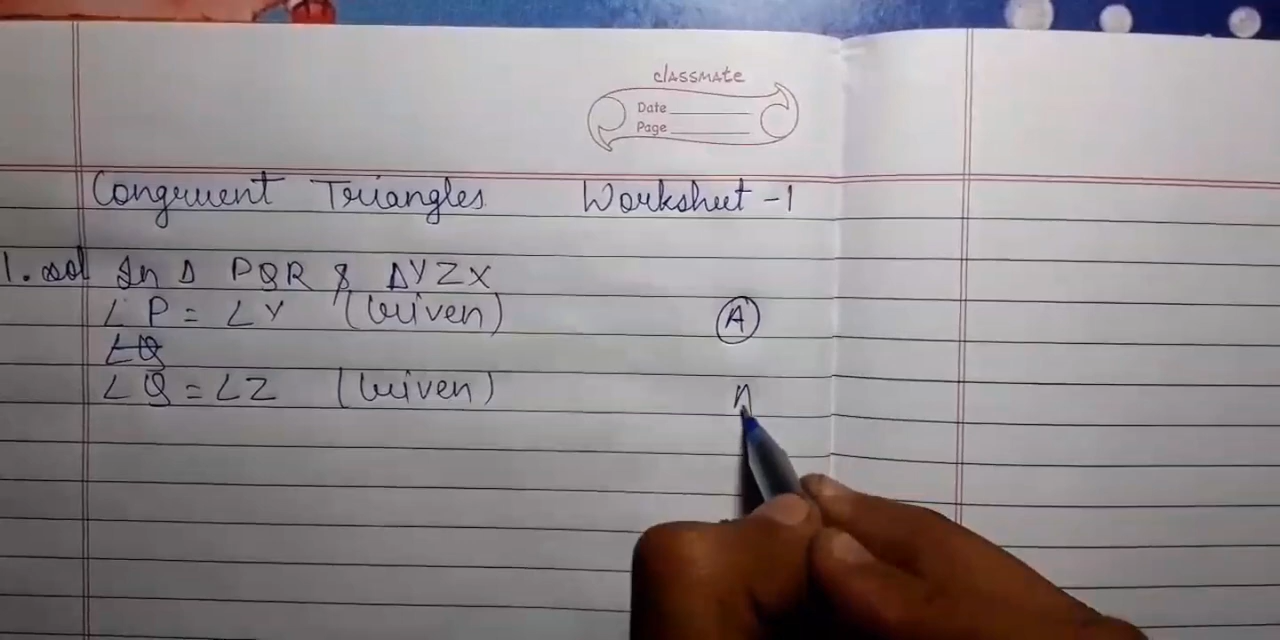 classmate
Date
Page
Congruent Triangles Worksheet -1
1. sol In Δ PQR & ΔYZX
∠P = ∠Y (Given) A
∠Q
∠Q = ∠Z (Given)